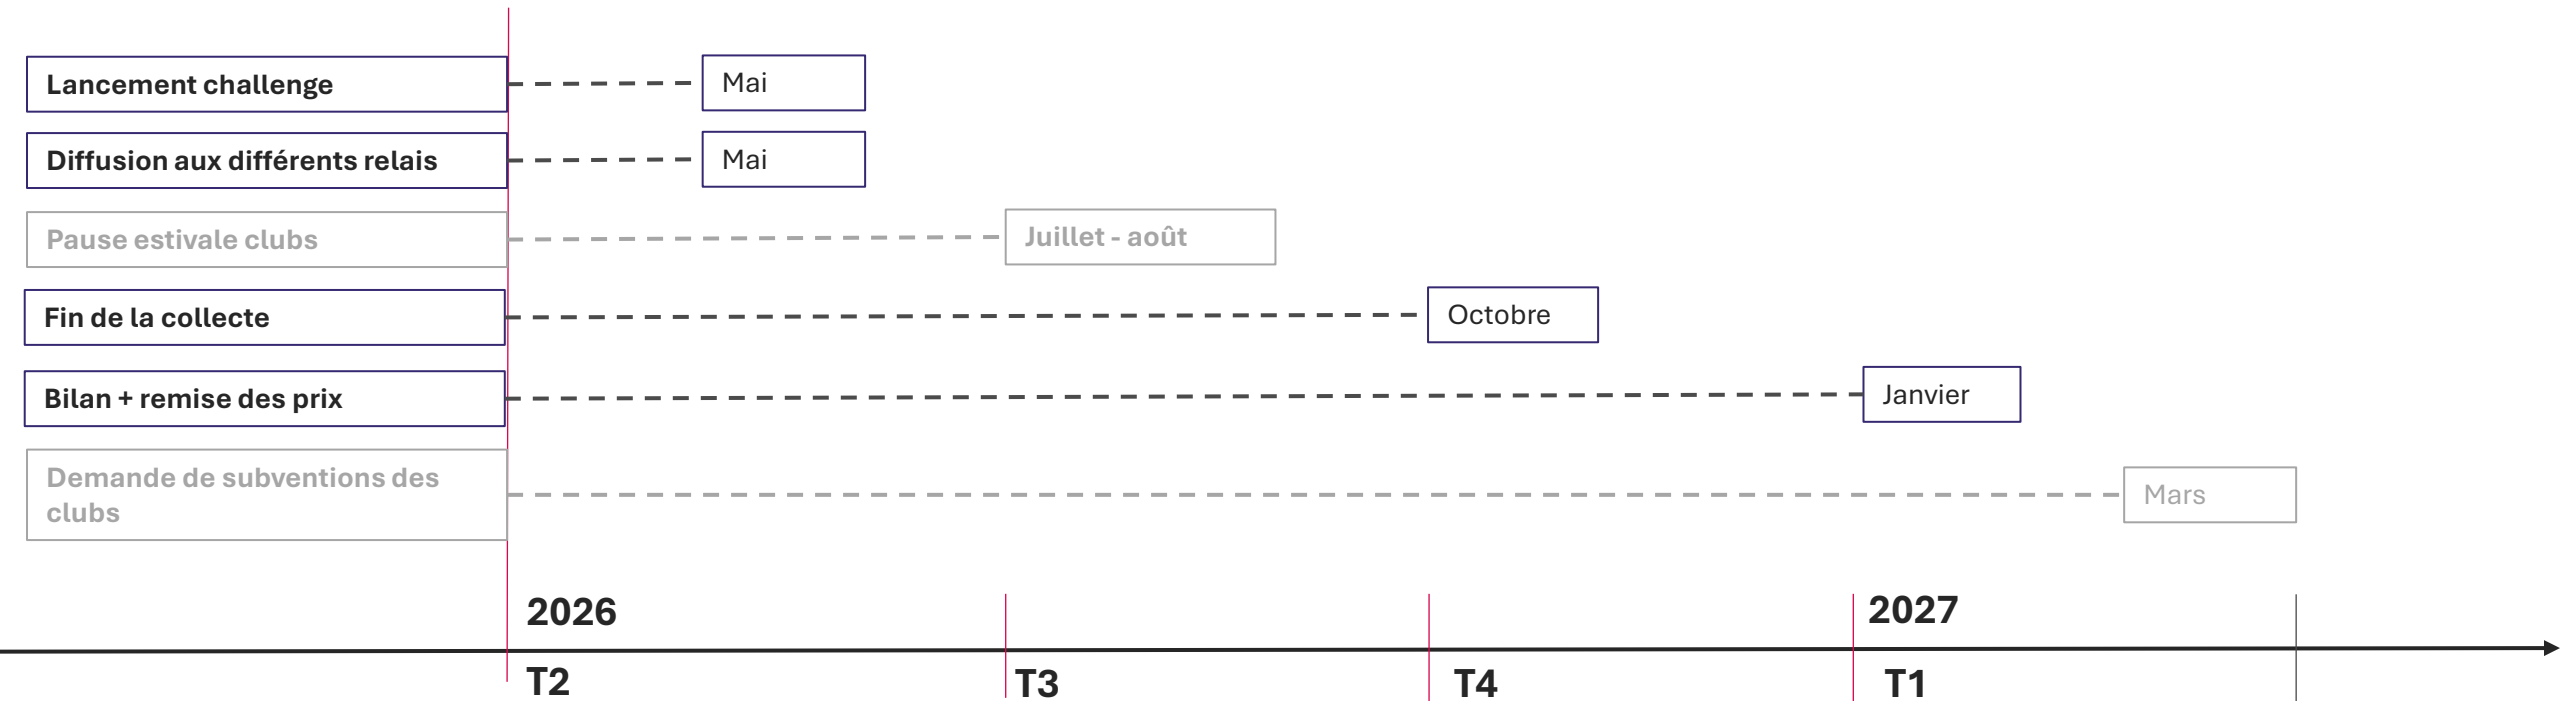 Lancement challenge
Mai
Diffusion aux différents relais
Mai
Pause estivale clubs
Juillet - août
Fin de la collecte
Octobre
Bilan + remise des prix
Janvier
Demande de subventions des
clubs
Mars
2026
2027
T2
T3
T4
T1